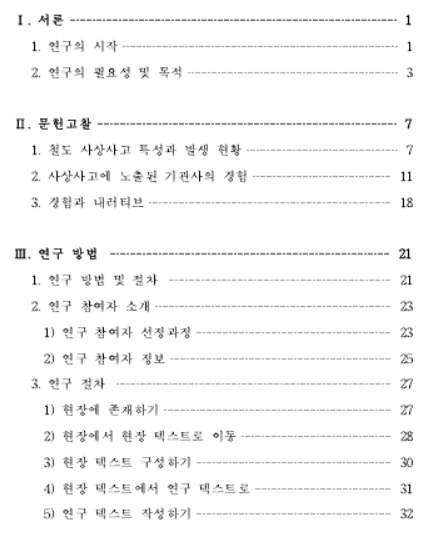 Ⅰ. 서론 1
1. 연구의 시작 1
2. 연구의 필요성 및 목적 3
Ⅱ. 문헌고찰 7
1. 철도 사상사고 특성과 발생 현황 7
2. 사상사고에 노출된 기관사의 경험 11
3. 경험과 내러티브 18
Ⅲ. 연구 방법 21
1. 연구 방법 및 절차 21
2. 연구 참여자 소개 23
1) 연구 참여자 선정과정 23
2) 연구 참여자 정보 25
3. 연구 절차 27
1) 현장에 존재하기 27
2) 현장에서 현장 텍스트로 이동 28
3) 현장 텍스트 구성하기 30
4) 현장 텍스트에서 연구 텍스트로 31
5) 연구 텍스트 작성하기 32